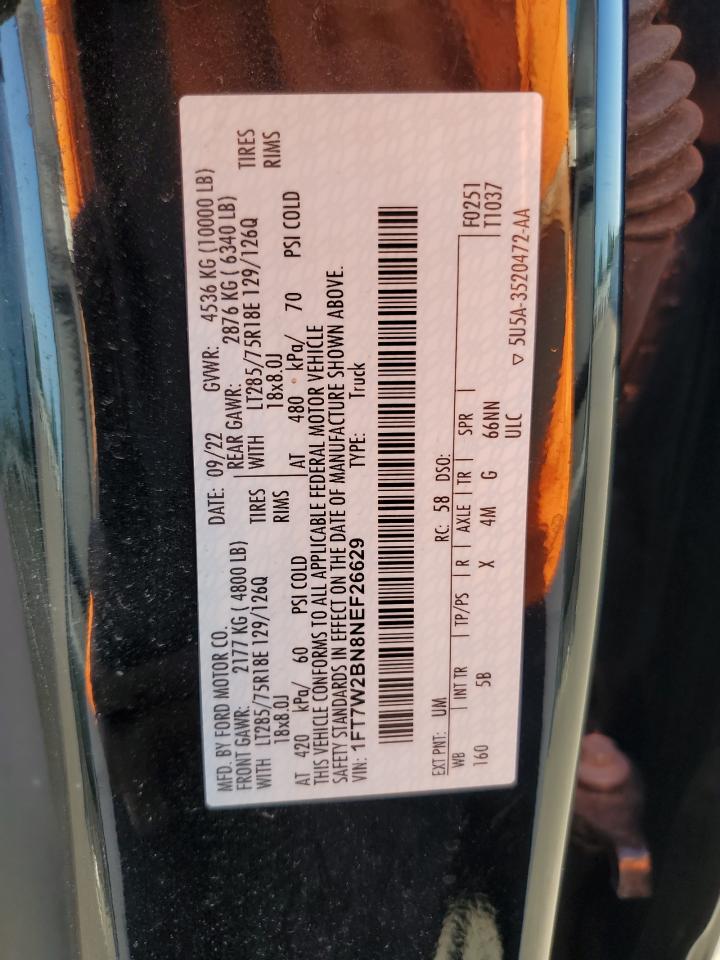 MFD. BY FORD MOTOR CO. DATE: 09/22 GVWR: 4536 KG (10000 LB)
FRONT GAWR: 2177 KG ( 4800 LB) REAR GAWR: 2876 KG ( 6340 LB)
WITH LT285/75R18E 129/126Q TIRES WITH LT285/75R18E 129/126Q TIRES
18x8.0J RIMS 18x8.0J RIMS
AT 420 kPa/ 60 PSI COLD AT 480 kPa/ 70 PSI COLD
THIS VEHICLE CONFORMS TO ALL APPLICABLE FEDERAL MOTOR VEHICLE
SAFETY STANDARDS IN EFFECT ON THE DATE OF MANUFACTURE SHOWN ABOVE.
VIN: 1FT7W2BN8NEF26629 TYPE: Truck
EXT PNT: UM RC: 58 DSO: F0251
WB INT TR TP/PS R AXLE TR SPR T1037
160 5B X 4M G 66NN
ULC ▽ 5U5A-3520472-AA